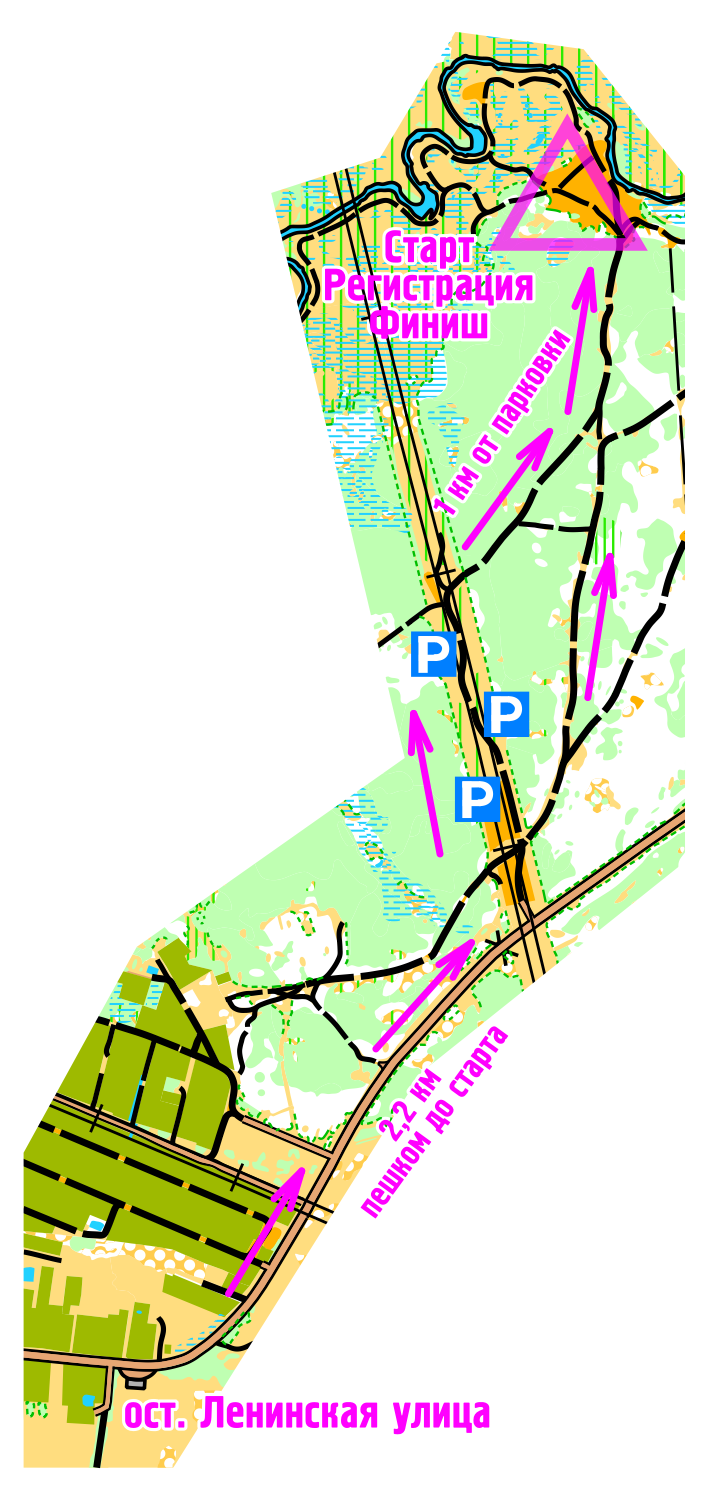 Старт
Регистрация
Финиш
1 км от парковки
P
P
P
2,2 км
пешком до старта
ост. Ленинская улица